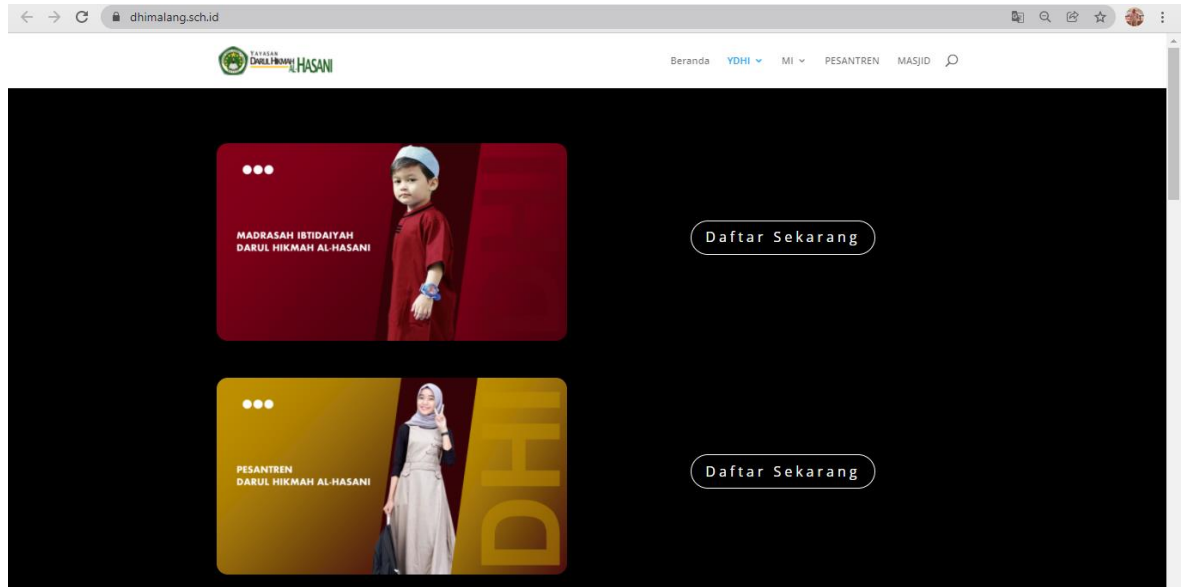 dhimalang.sch.id
YAYASAN
DARUL HIKMAH
AL HASANI
Beranda YDHI MI PESANTREN MASJID
MADRASAH IBTIDAIYAH
DARUL HIKMAH AL-HASANI
DHI
Daftar Sekarang
PESANTREN
DARUL HIKMAH AL-HASANI
DHI
Daftar Sekarang